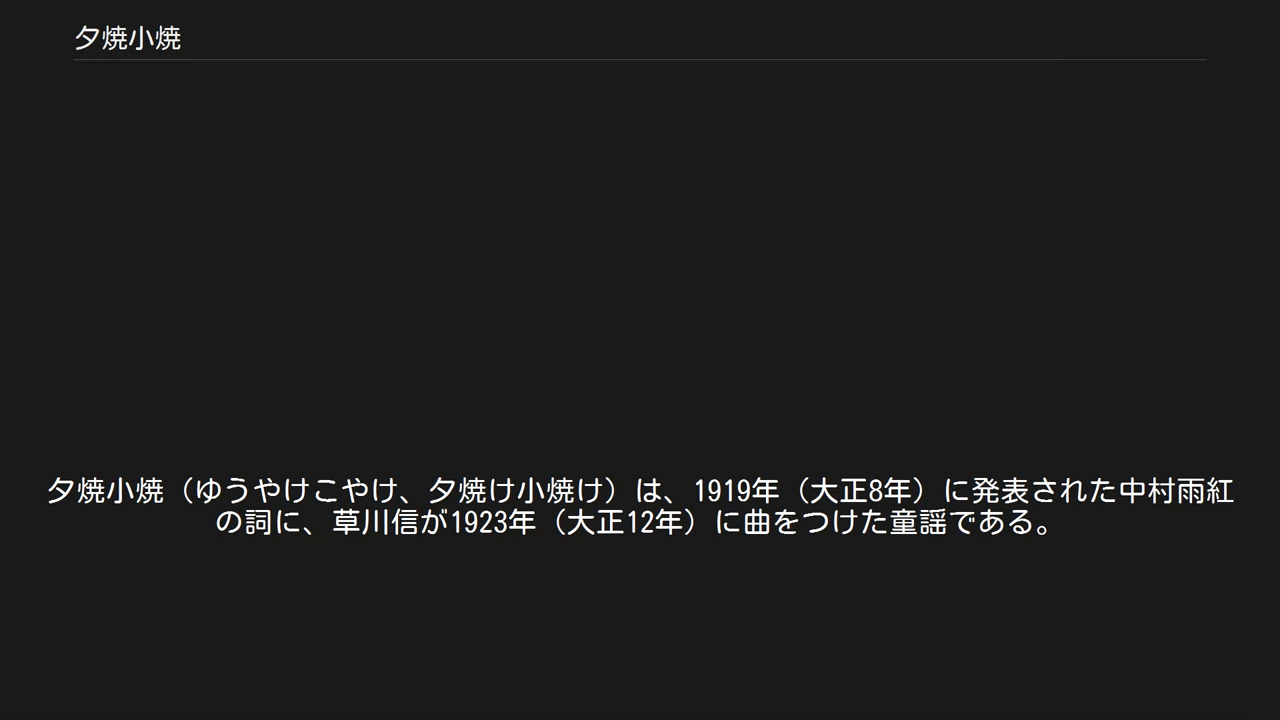 夕焼小焼
夕焼小焼（ゆうやけこやけ、夕焼け小焼け）は、1919年（大正8年）に発表された中村雨紅
の詞に、草川信が1923年（大正12年）に曲をつけた童謡である。